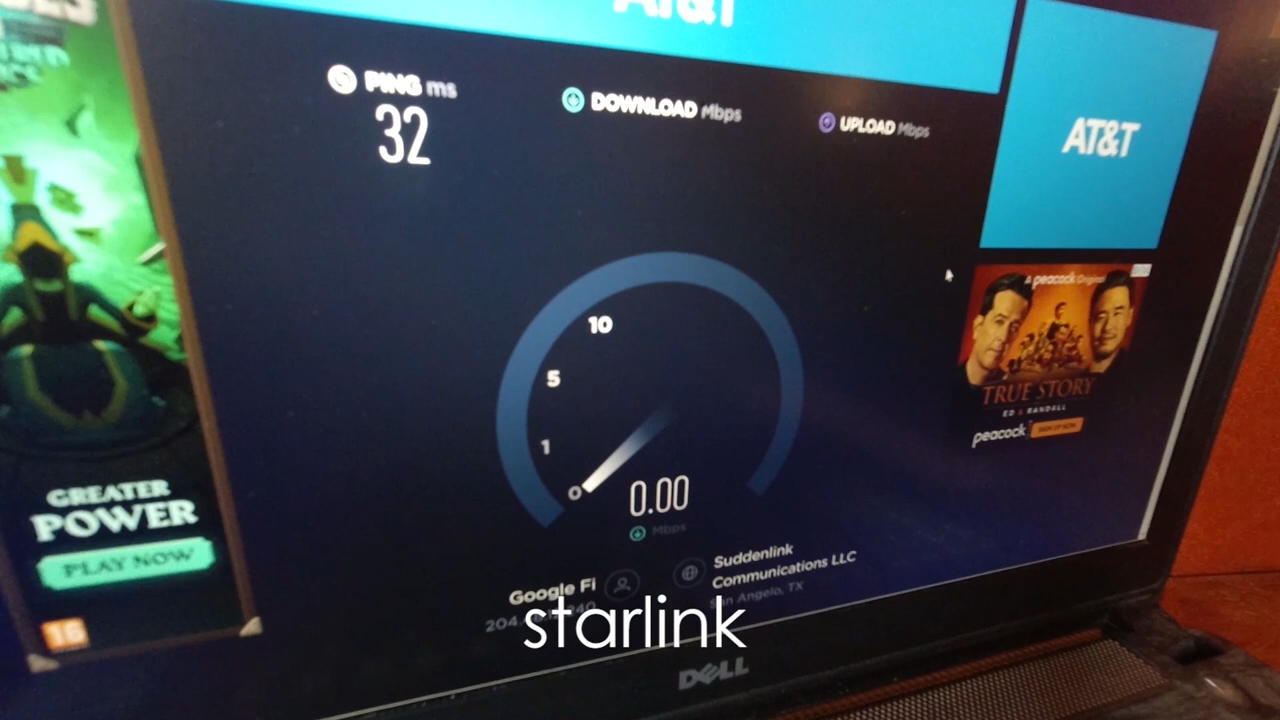 AT&T
PING ms
32
DOWNLOAD Mbps
UPLOAD Mbps
AT&T
A peacock Original
10
5
1
0
0.00
Mbps
TRUE STORY
ED & RANDALL
peacock
SIGN UP NOW
GREATER
POWER
PLAY NOW
16
Google Fi
Suddenlink
Communications LLC
San Angelo, TX
starlink
DELL